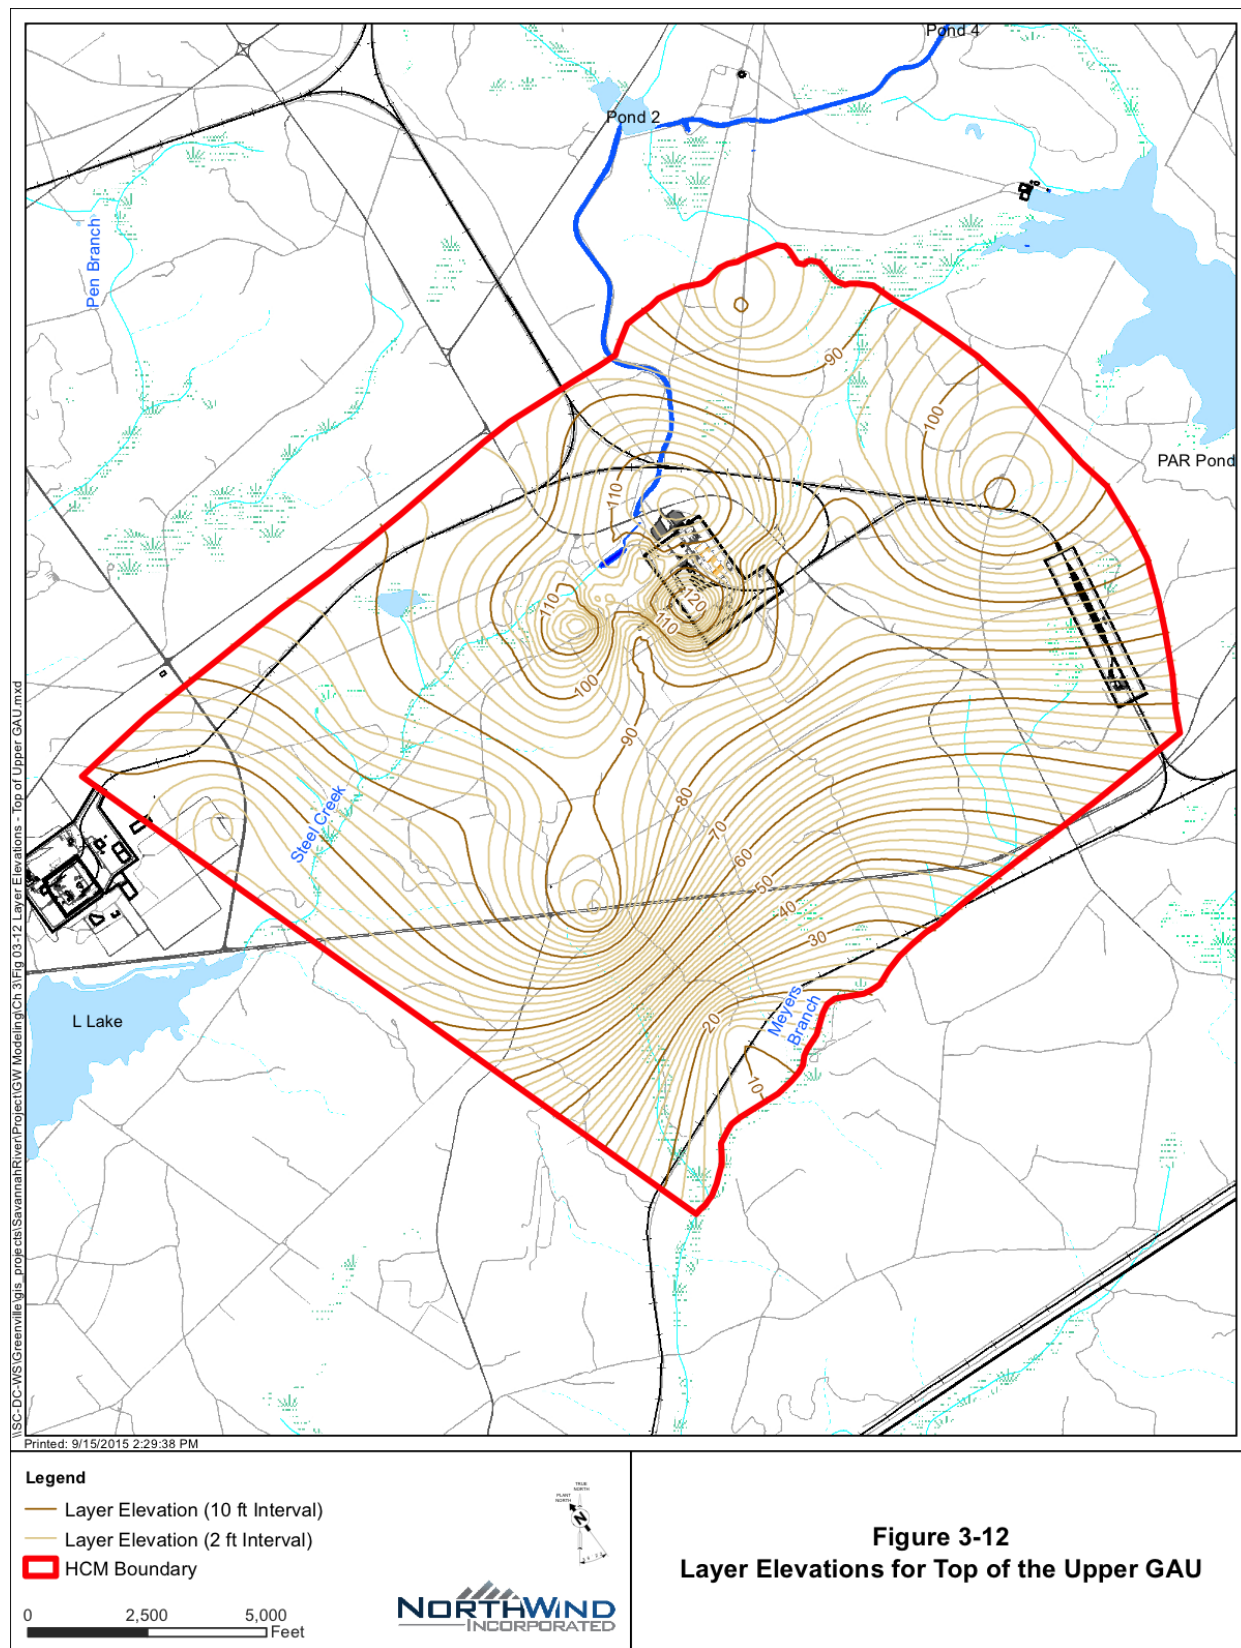 Pond 4
Pond 2
Pen Branch
PAR Pond
90
100
110
120
110
110
100
90
80
70
60
50
40
30
20
10
Steel Creek
L Lake
Meyers
Branch
\\SC-DC-WS\Greenville\gis_projects\SavannahRiver\Project\GW Modeling\Ch 3\Fig 03-12 Layer Elevations - Top of Upper GAU.mxd
Printed: 9/15/2015 2:29:38 PM
Legend
Layer Elevation (10 ft Interval)
Layer Elevation (2 ft Interval)
HCM Boundary
0 2,500 5,000
Feet
TRUE
NORTH
PLANT
NORTH
N
NORTHWIND
INCORPORATED
Figure 3-12
Layer Elevations for Top of the Upper GAU